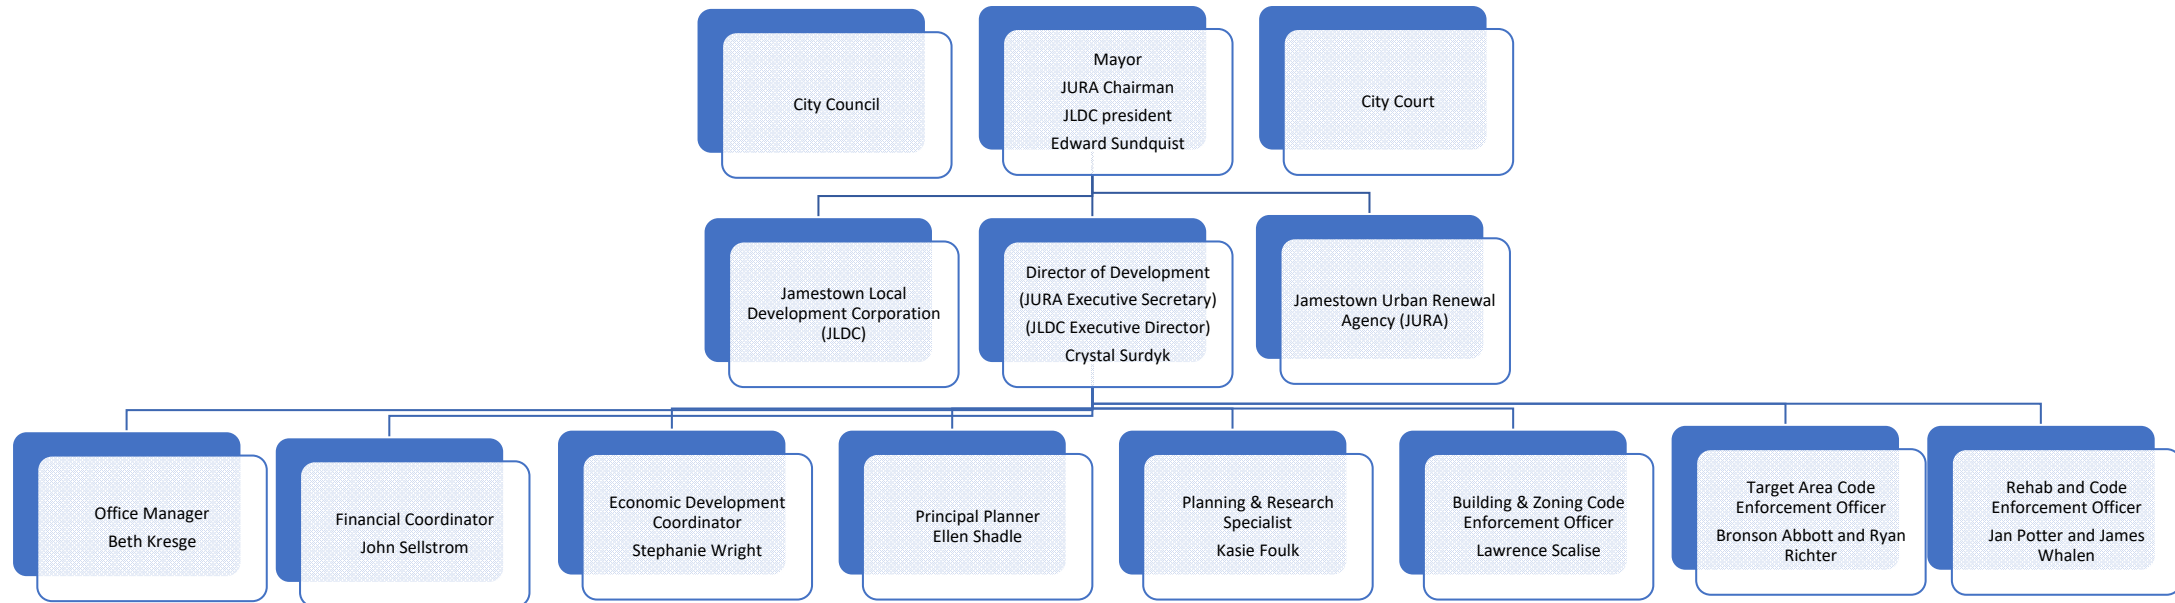 City Council
Mayor
JURA Chairman
JLDC president
Edward Sundquist
City Court
Jamestown Local
Development Corporation
(JLDC)
Director of Development
(JURA Executive Secretary)
(JLDC Executive Director)
Crystal Surdyk
Jamestown Urban Renewal
Agency (JURA)
Office Manager
Beth Kresge
Financial Coordinator
John Sellstrom
Economic Development
Coordinator
Stephanie Wright
Principal Planner
Ellen Shadle
Planning & Research
Specialist
Kasie Foulk
Building & Zoning Code
Enforcement Officer
Lawrence Scalise
Target Area Code
Enforcement Officer
Bronson Abbott and Ryan
Richter
Rehab and Code
Enforcement Officer
Jan Potter and James
Whalen